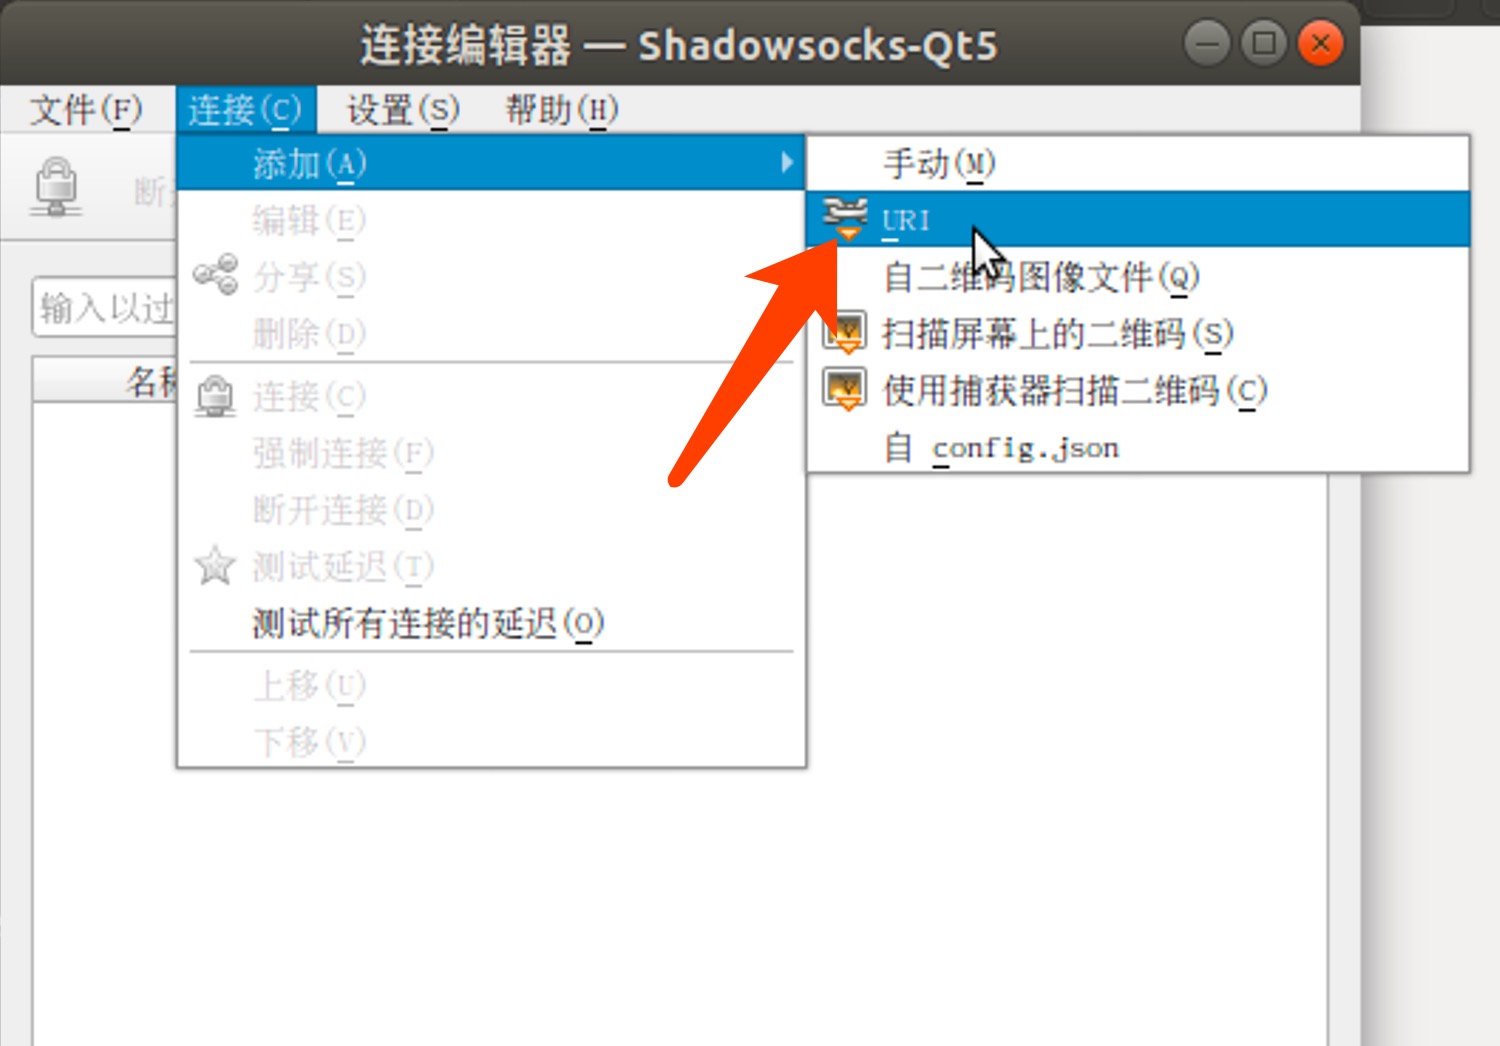 连接编辑器 — Shadowsocks-Qt5
文件(F) 连接(C) 设置(S) 帮助(H)
断
输入以过
名称
添加(A)
编辑(E)
分享(S)
删除(D)
连接(C)
强制连接(F)
断开连接(D)
测试延迟(T)
测试所有连接的延迟(O)
上移(U)
下移(V)
手动(M)
URI
自二维码图像文件(Q)
扫描屏幕上的二维码(S)
使用捕获器扫描二维码(C)
自 config.json